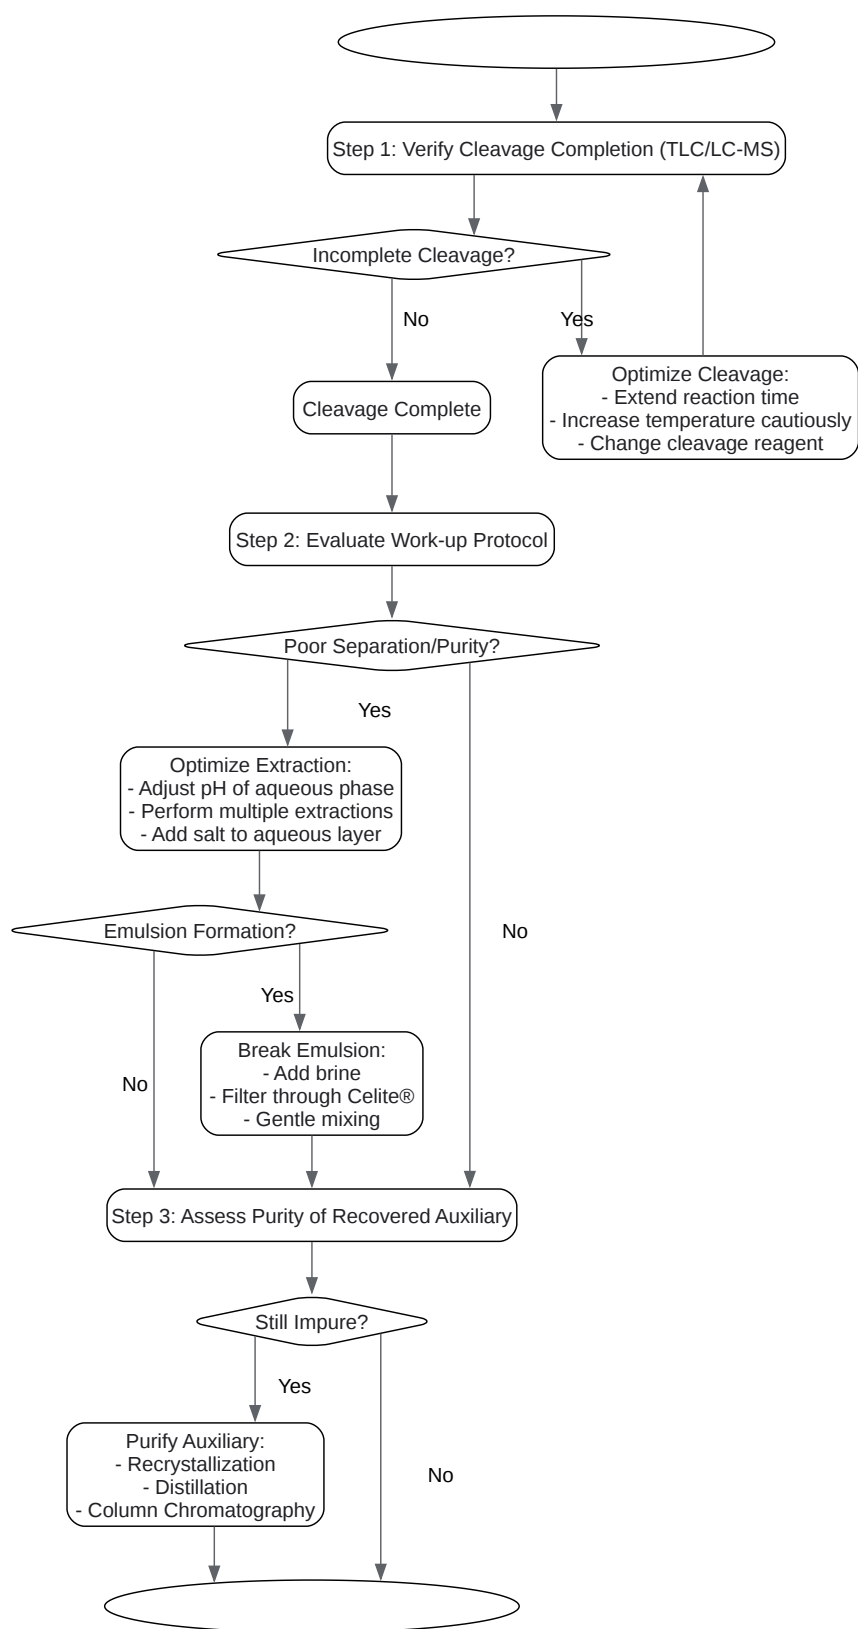 Step 1: Verify Cleavage Completion (TLC/LC-MS)
Incomplete Cleavage?
No
Yes
Optimize Cleavage:
- Extend reaction time
- Increase temperature cautiously
- Change cleavage reagent
Cleavage Complete
Step 2: Evaluate Work-up Protocol
Poor Separation/Purity?
Yes
Optimize Extraction:
- Adjust pH of aqueous phase
- Perform multiple extractions
- Add salt to aqueous layer
Emulsion Formation?
No
Yes
Break Emulsion:
- Add brine
- Filter through Celite®
- Gentle mixing
No
Step 3: Assess Purity of Recovered Auxiliary
Still Impure?
Yes
Purify Auxiliary:
- Recrystallization
- Distillation
- Column Chromatography
No